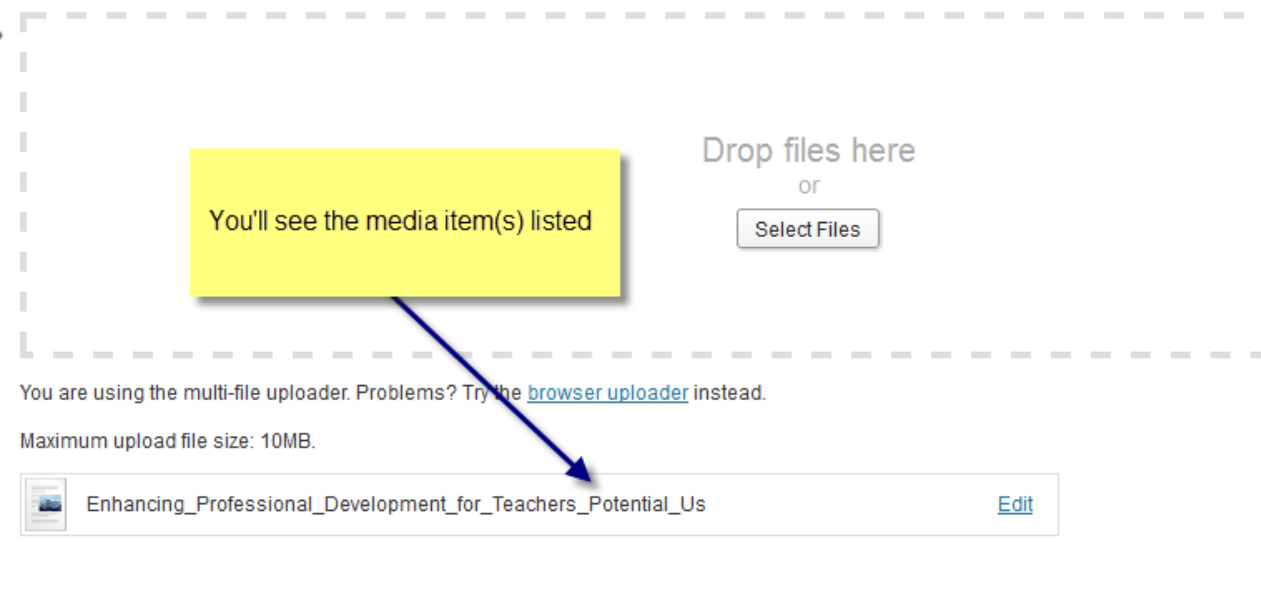 Drop files here
or
Select Files
You'll see the media item(s) listed
You are using the multi-file uploader. Problems? Try the browser uploader instead.
Maximum upload file size: 10MB.
Enhancing_Professional_Development_for_Teachers_Potential_Us
Edit